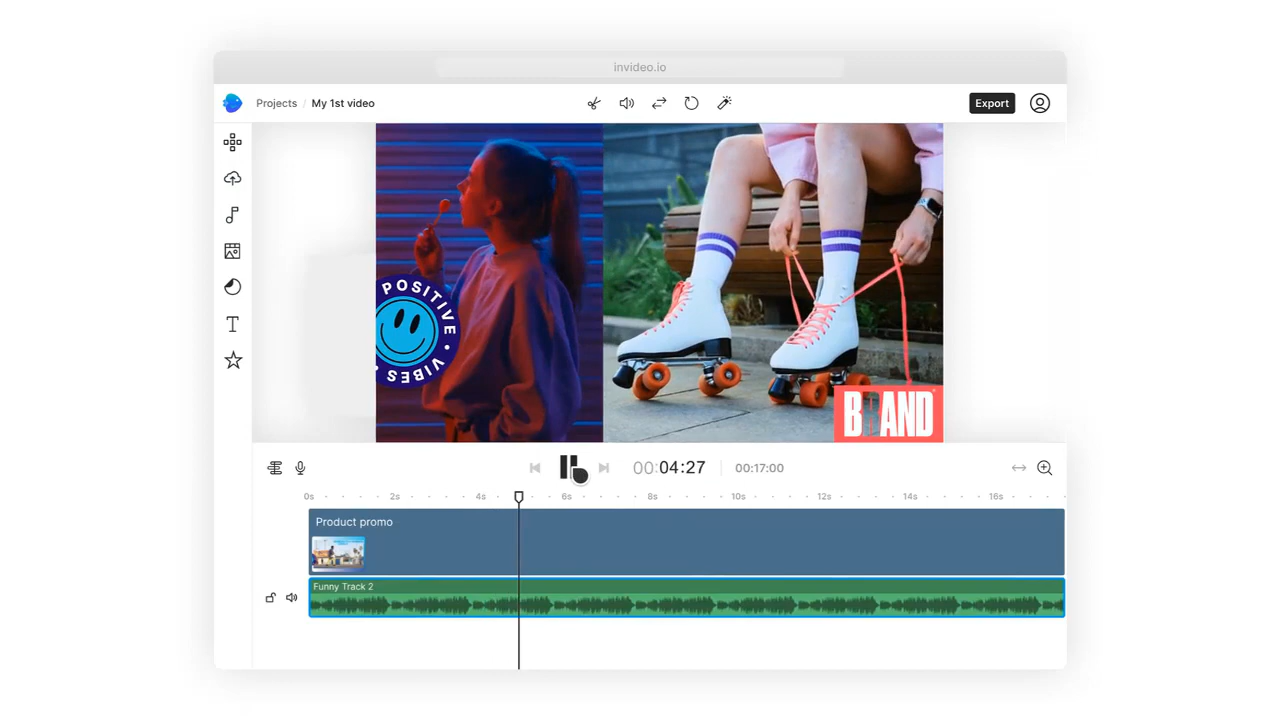 invideo.io
Projects / My 1st video
Export
POSITIVE • VIBES •
BRAND
00:04:27 00:17:00
0s 2s 4s 6s 8s 10s 12s 14s 16s
Product promo
Funny Track 2